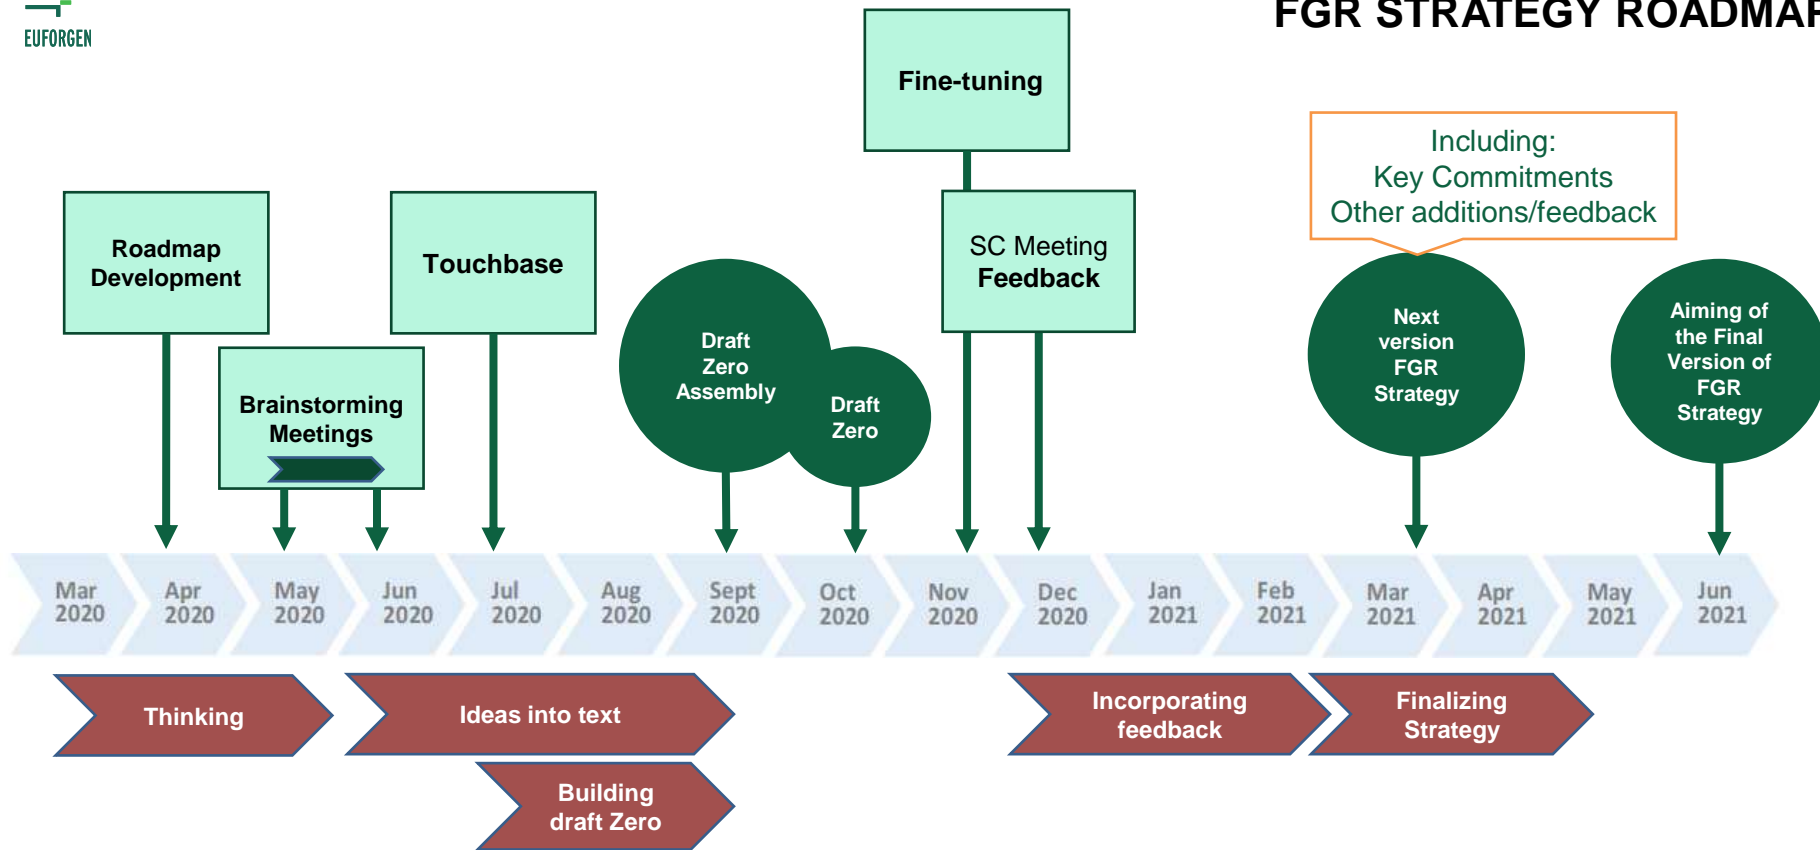 EUFORGEN
FGR STRATEGY ROADMAP
Fine-tuning
Including:
Key Commitments
Other additions/feedback
Roadmap
Development
Touchbase
SC Meeting
Feedback
Brainstorming
Meetings
Draft
Zero
Assembly
Draft
Zero
Next
version
FGR
Strategy
Aiming of
the Final
Version of
FGR
Strategy
Mar
2020
Apr
2020
May
2020
Jun
2020
Jul
2020
Aug
2020
Sept
2020
Oct
2020
Nov
2020
Dec
2020
Jan
2021
Feb
2021
Mar
2021
Apr
2021
May
2021
Jun
2021
Thinking
Ideas into text
Incorporating
feedback
Finalizing
Strategy
Building
draft Zero